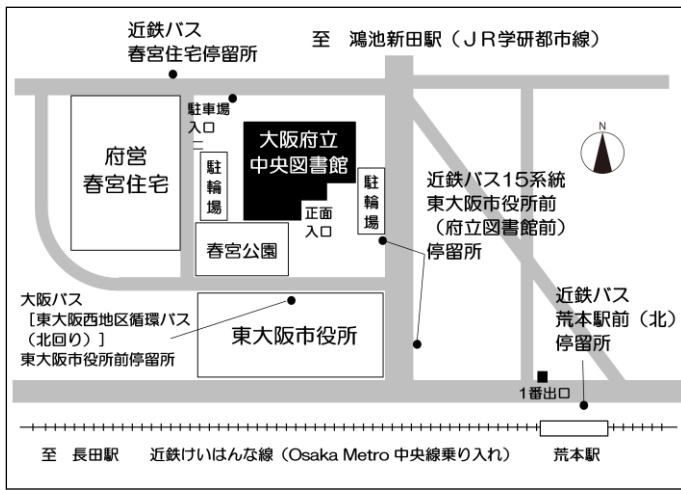 近鉄バス
春宮住宅停留所
至　鴻池新田駅（ＪＲ学研都市線）
駐車場
入口
府営
春宮住宅
大阪府立
中央図書館
駐輪場
駐輪場
正面
入口
春宮公園
N
近鉄バス15系統
東大阪市役所前
（府立図書館前）
停留所
大阪バス
［東大阪西地区循環バス
（北回り）］
東大阪市役所前停留所
東大阪市役所
近鉄バス
荒本駅前（北）
停留所
1番出口
至　長田駅　近鉄けいはんな線（Osaka Metro 中央線乗り入れ）
荒本駅